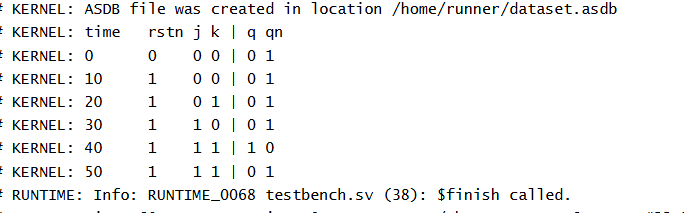 # KERNEL: ASDB file was created in location /home/runner/dataset.asdb
# KERNEL: time   rstn j k | q qn
# KERNEL: 0      0    0 0 | 0 1
# KERNEL: 10     1    0 0 | 0 1
# KERNEL: 20     1    0 1 | 0 1
# KERNEL: 30     1    1 0 | 0 1
# KERNEL: 40     1    1 1 | 1 0
# KERNEL: 50     1    1 1 | 0 1
# RUNTIME: Info: RUNTIME_0068 testbench.sv (38): $finish called.